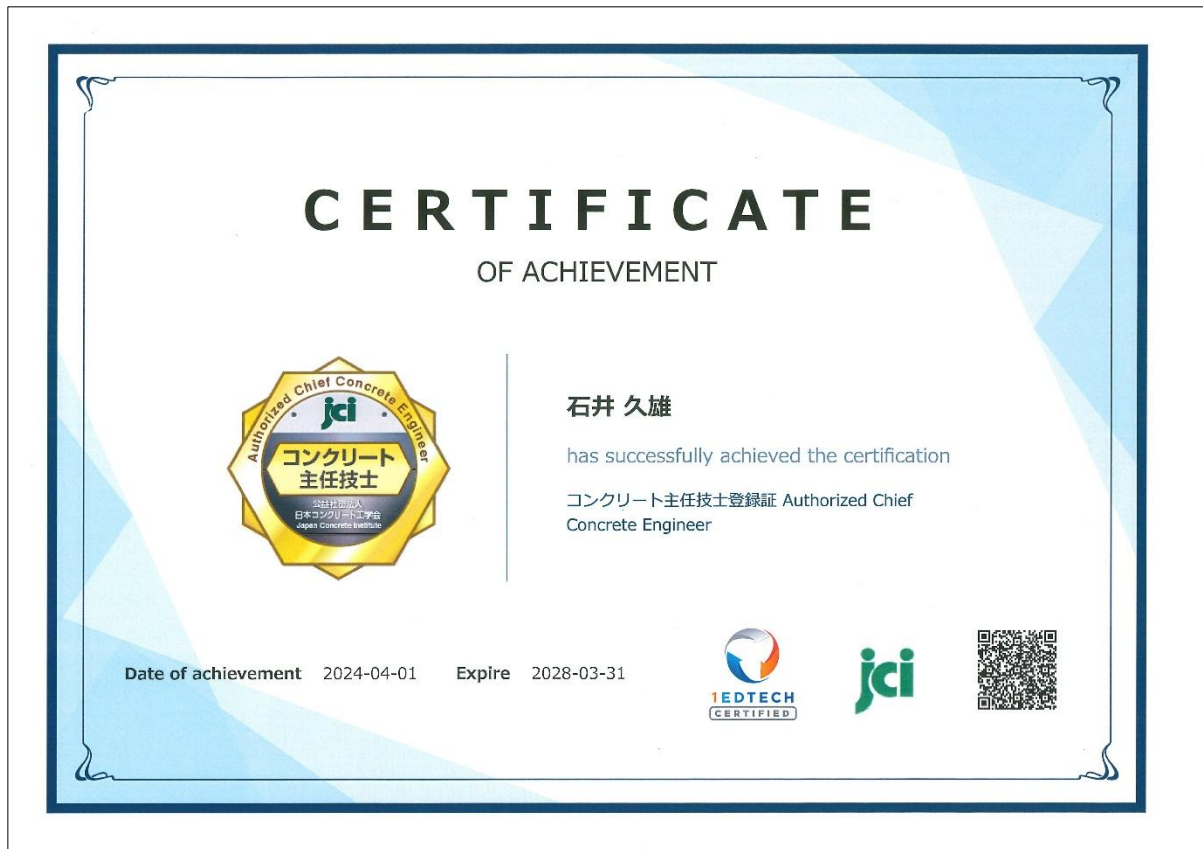 CERTIFICATE
OF ACHIEVEMENT
Authorized Chief Concrete Engineer
jci
コンクリート
主任技士
公益社団法人
日本コンクリート工学会
Japan Concrete Institute
石井 久雄
has successfully achieved the certification
コンクリート主任技士登録証 Authorized Chief
Concrete Engineer
Date of achievement 2024-04-01 Expire 2028-03-31
1EDTECH
CERTIFIED
jci